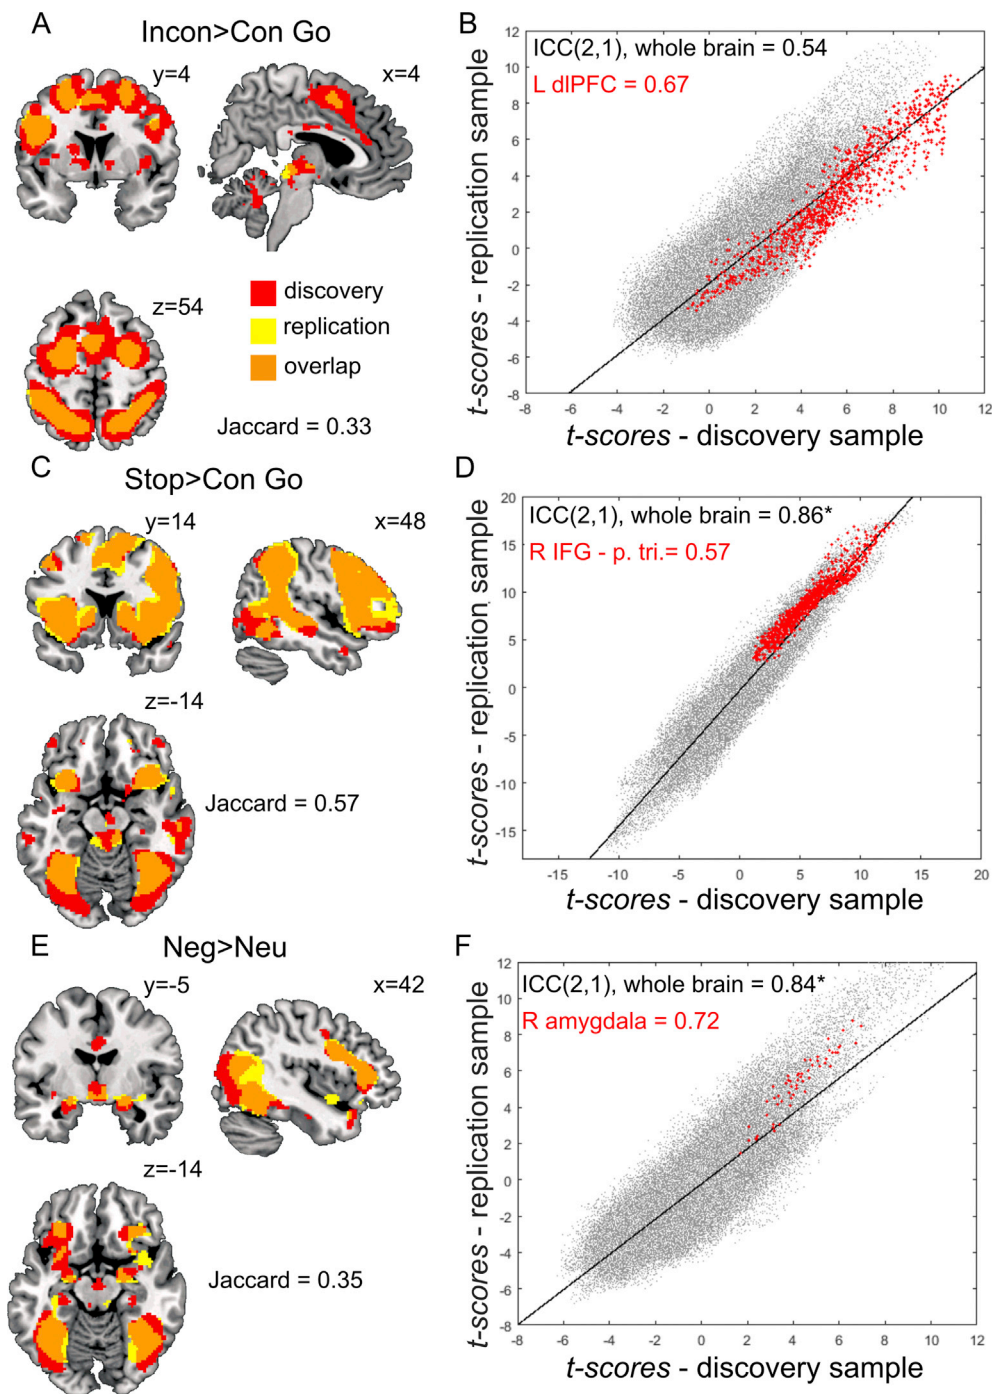 A
Incon>Con Go
y=4
x=4
z=54
discovery
replication
overlap
Jaccard = 0.33
B
ICC(2,1), whole brain = 0.54
L dlPFC = 0.67
12
10
8
6
4
2
0
-2
-4
-6
-8
-8 -6 -4 -2 0 2 4 6 8 10 12
t-scores - replication sample
t-scores - discovery sample
C
Stop>Con Go
y=14
x=48
z=-14
Jaccard = 0.57
D
ICC(2,1), whole brain = 0.86*
R IFG - p. tri.= 0.57
20
15
10
5
0
-5
-10
-15
-15 -10 -5 0 5 10 15 20
t-scores - replication sample
t-scores - discovery sample
E
Neg>Neu
y=-5
x=42
z=-14
Jaccard = 0.35
F
ICC(2,1), whole brain = 0.84*
R amygdala = 0.72
12
10
8
6
4
2
0
-2
-4
-6
-8
-8 -6 -4 -2 0 2 4 6 8 10 12
t-scores - replication sample
t-scores - discovery sample